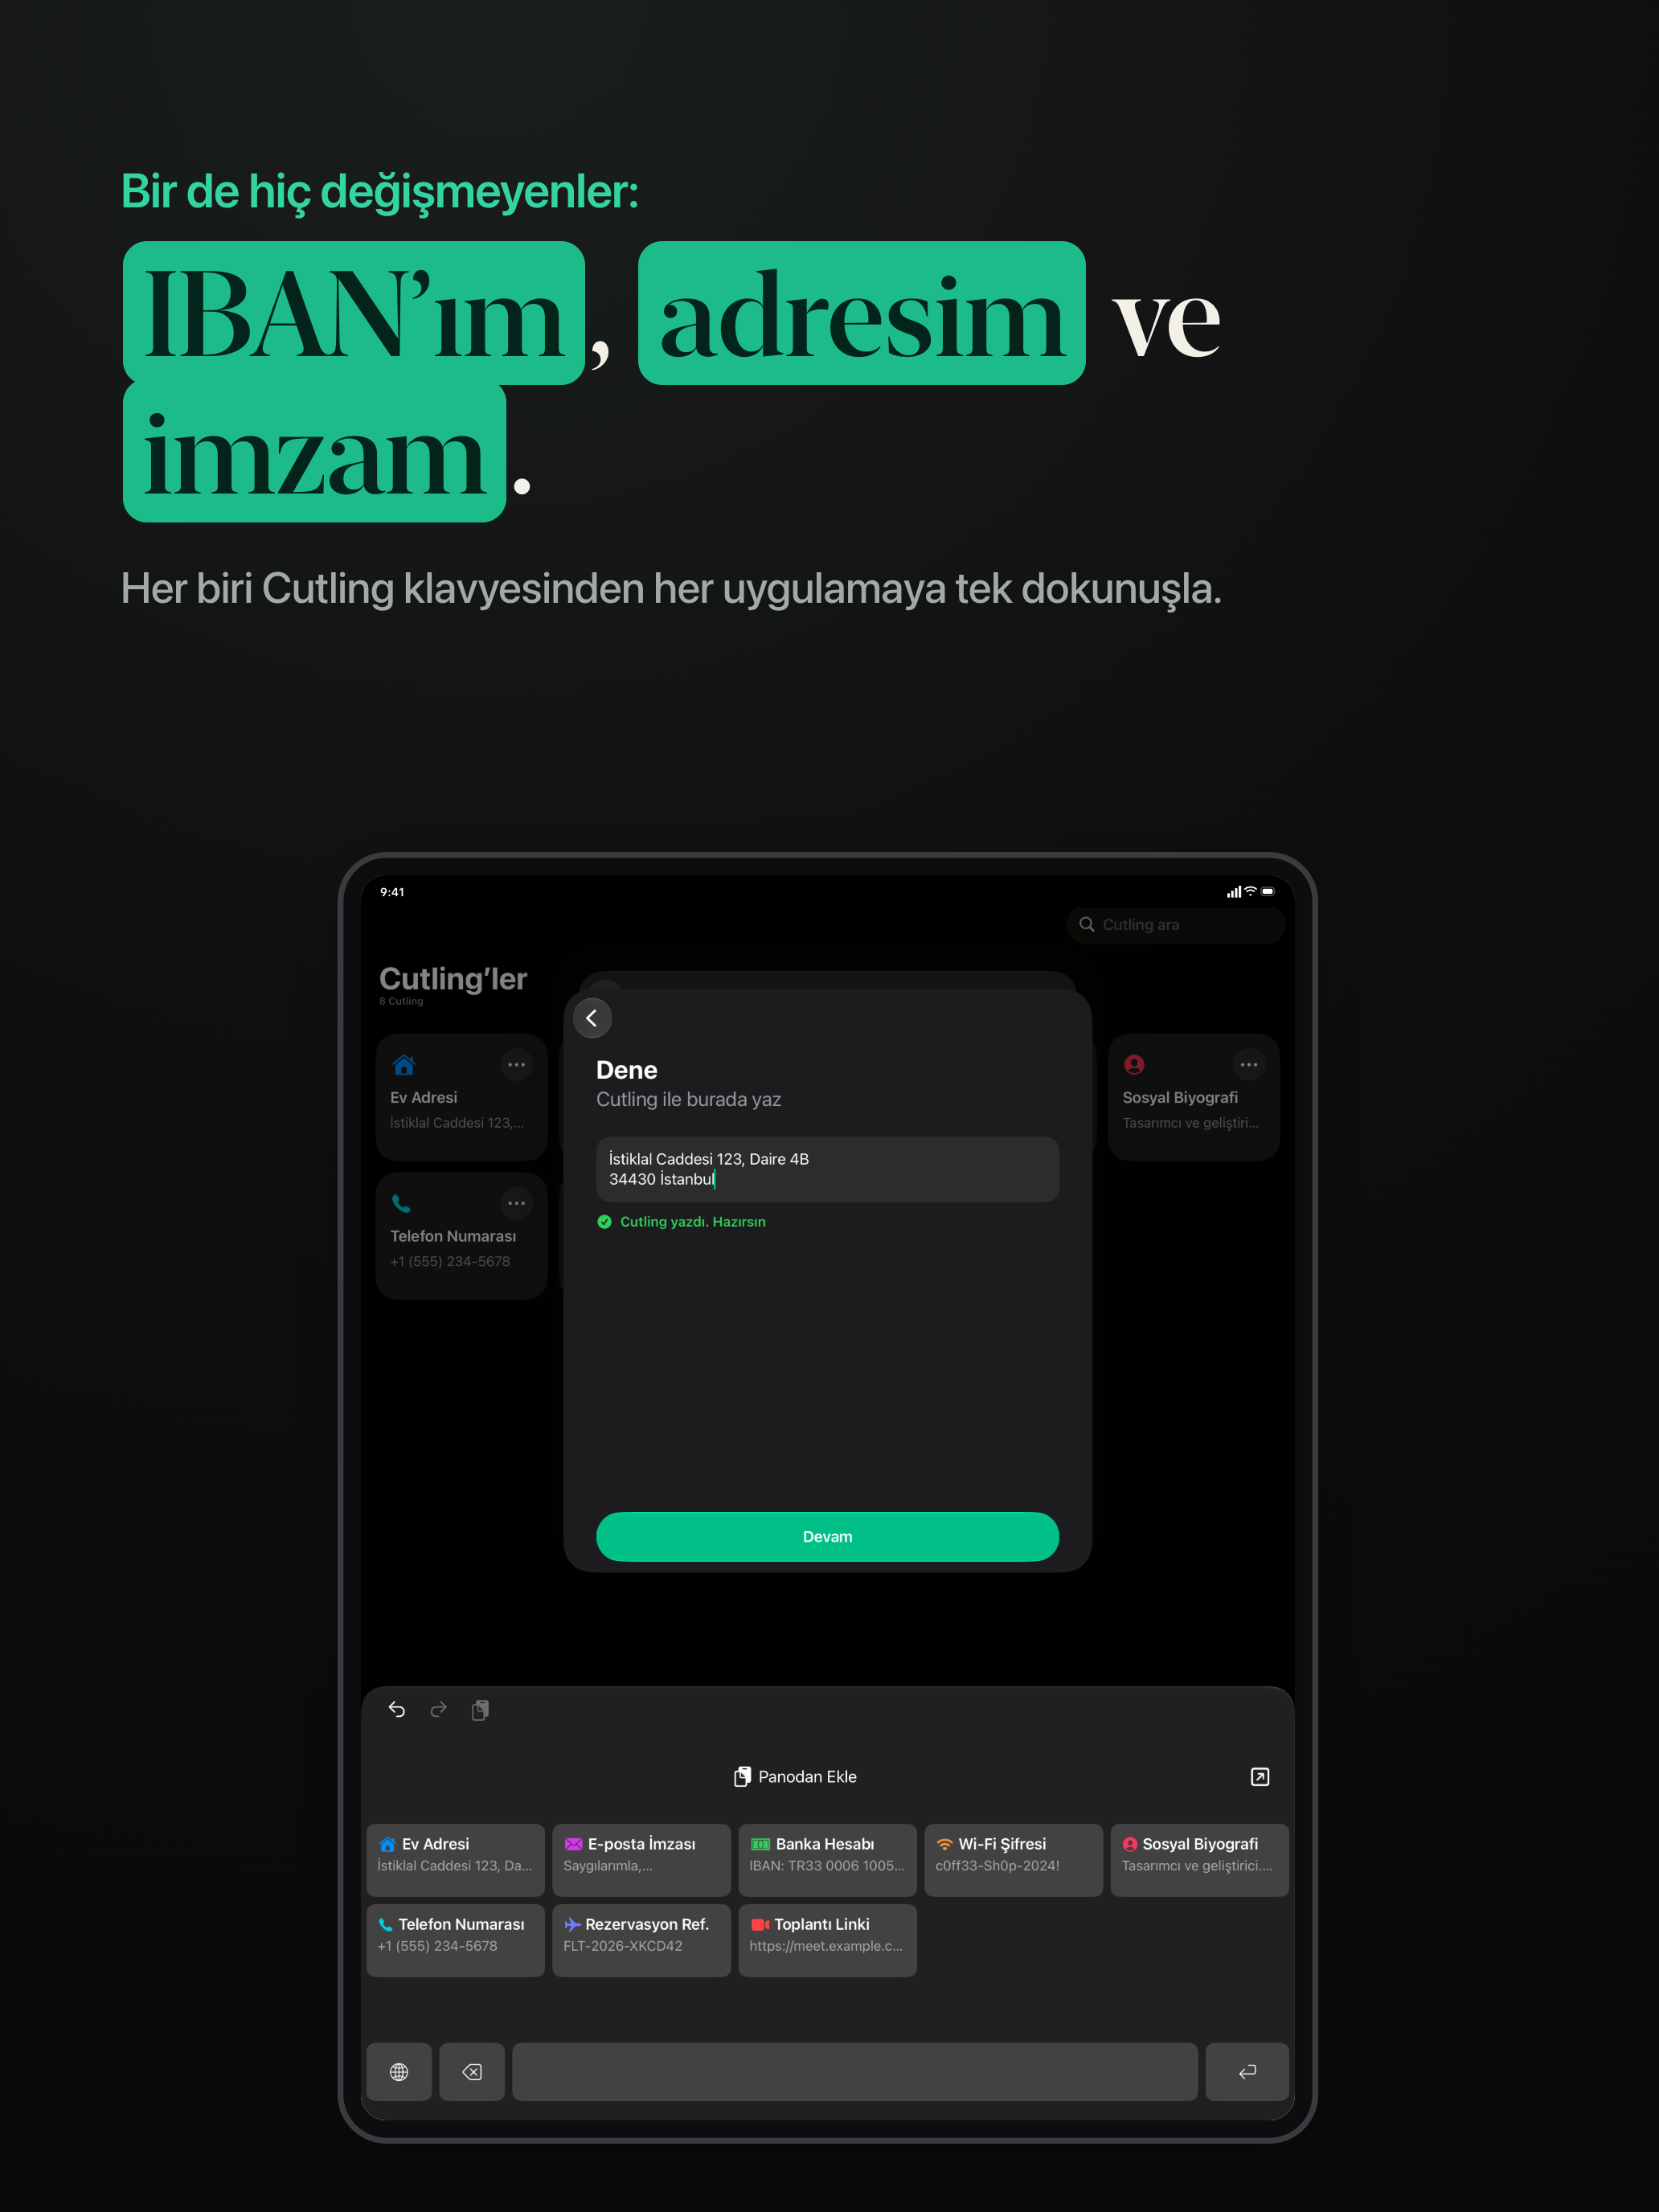 Bir de hiç değişmeyenler:
IBAN’ım, adresim ve
imzam.
Her biri Cutling klavyesinden her uygulamaya tek dokunuşla.
9:41
Cutling ara
Cutling’ler
8 Cutling
Ev Adresi
İstiklal Caddesi 123,...
Telefon Numarası
+1 (555) 234-5678
Sosyal Biyografi
Tasarımcı ve geliştiri...
Dene
Cutling ile burada yaz
İstiklal Caddesi 123, Daire 4B
34430 İstanbul
Cutling yazdı. Hazırsın
Devam
Panodan Ekle
Ev Adresi
İstiklal Caddesi 123, Da...
E-posta İmzası
Saygılarımla,...
Banka Hesabı
IBAN: TR33 0006 1005...
Wi-Fi Şifresi
c0ff33-Sh0p-2024!
Sosyal Biyografi
Tasarımcı ve geliştirici....
Telefon Numarası
+1 (555) 234-5678
Rezervasyon Ref.
FLT-2026-XKCD42
Toplantı Linki
https://meet.example.c...